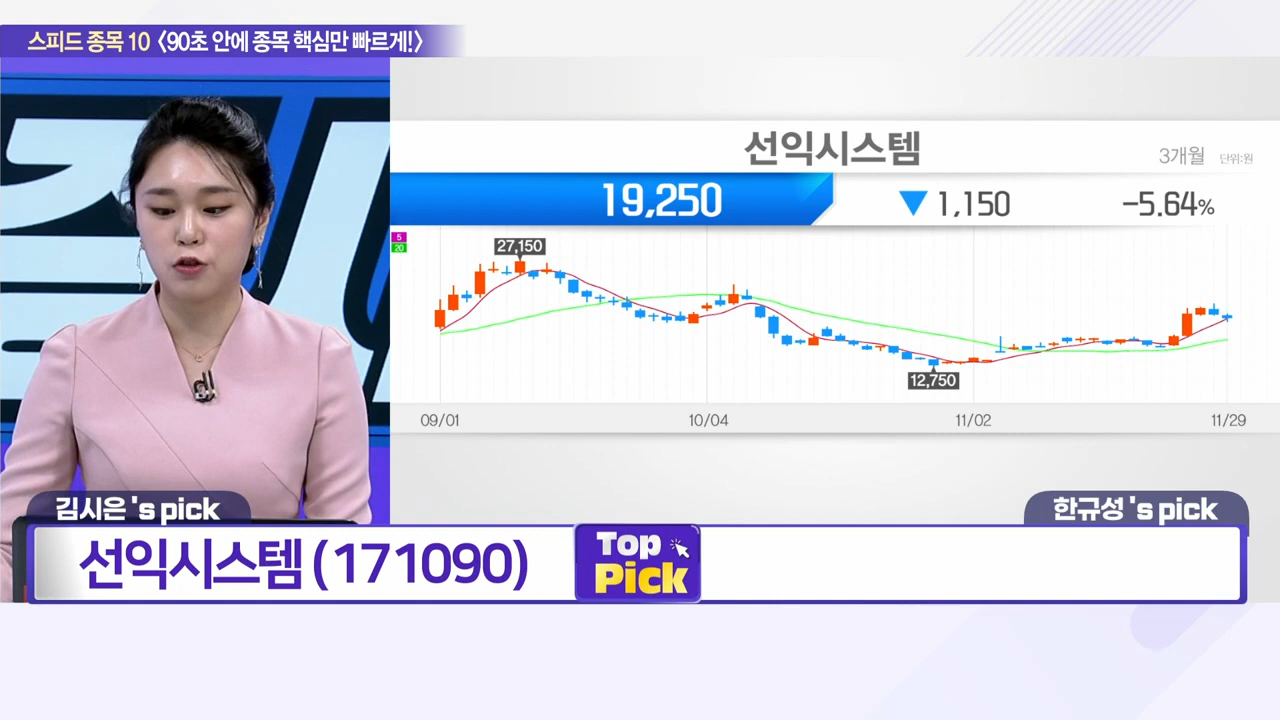 스피드 종목 10 〈90초 안에 종목 핵심만 빠르게!〉
선익시스템
3개월 단위:원
19,250 ▼ 1,150 -5.64%
5
20
27,150
12,750
09/01 10/04 11/02 11/29
김시은 's pick
한규성 's pick
선익시스템 (171090)
Top
Pick